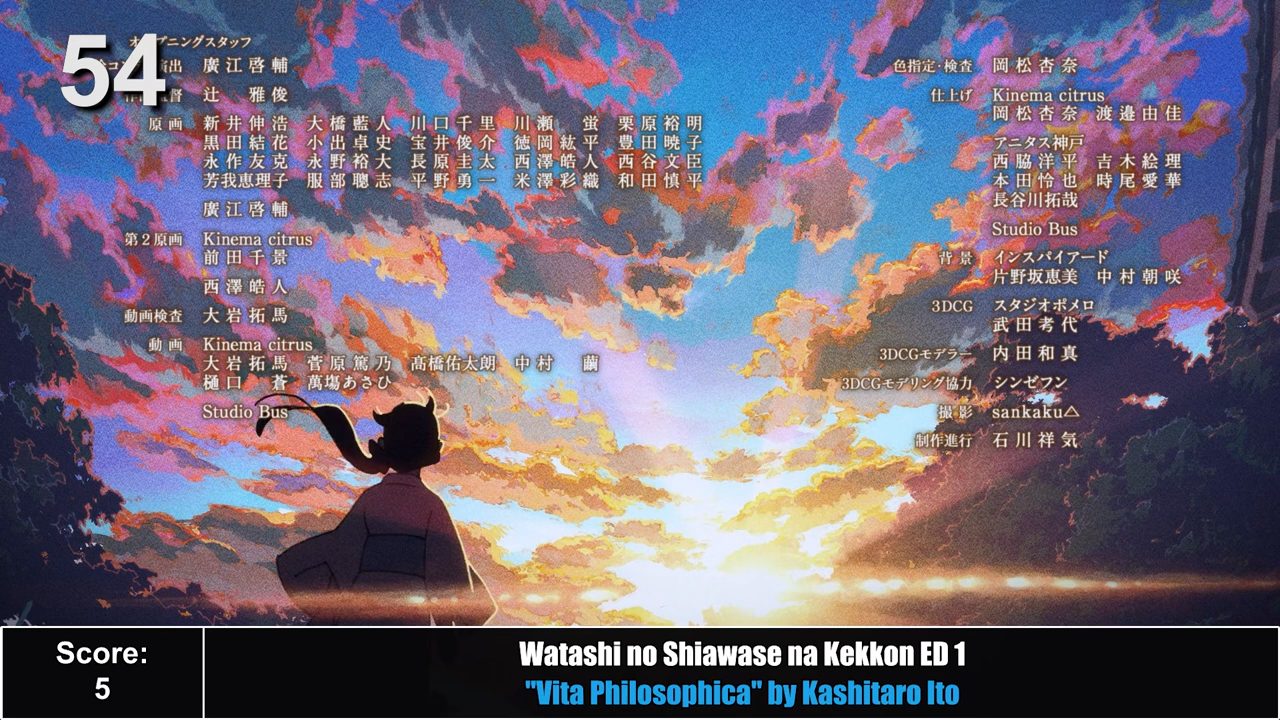 54
オープニングスタッフ
演出 廣江啓輔
辻 雅俊
原画 新井伸浩 大橋藍人 川口千里 川瀬 蛍 栗原裕明
黒田結花 小出卓史 宝井俊介 徳岡紘平 豊田暁子
永作友克 永野裕大 長原圭太 西澤皓人 西谷文臣
芳我恵理子 服部聰志 平野勇一 米澤彩織 和田慎平
廣江啓輔
第2原画 Kinema citrus
前田千景
西澤皓人
動画検査 大岩拓馬
動画 Kinema citrus
大岩拓馬 菅原篤乃 髙橋佑太朗 中村 繭
樋口 蒼 萬塲あさひ
Studio Bus
色指定・検査 岡松杏奈
仕上げ Kinema citrus
岡松杏奈 渡邉由佳
アニタス神戸
西脇洋平 吉木絵理
本田怜也 時尾愛華
長谷川拓哉
Studio Bus
背景 インスパイアード
片野坂恵美 中村朝咲
3DCG スタジオポメロ
武田考代
3DCGモデラー 内田和真
3DCGモデリング協力 シンゼフン
撮影 sankaku△
制作進行 石川祥気
Score:
5
Watashi no Shiawase na Kekkon ED 1
"Vita Philosophica" by Kashitaro Ito